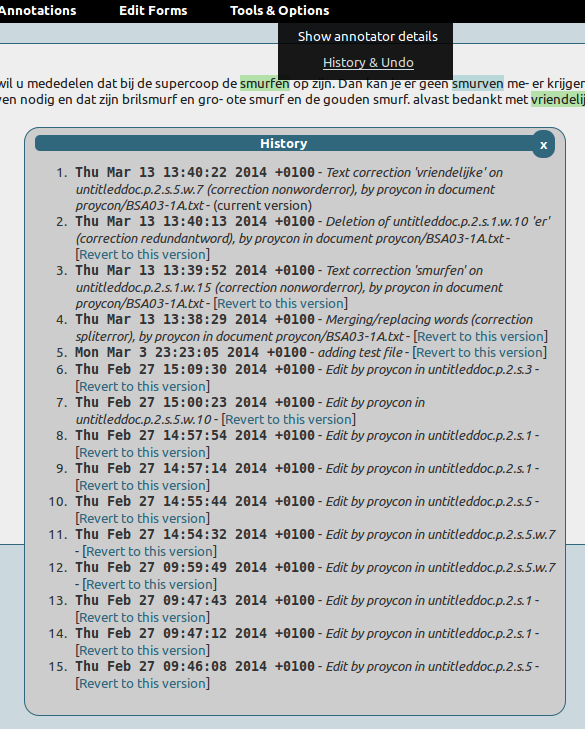 Annotations Edit Forms Tools & Options
Show annotator details
History & Undo
wil u mededelen dat bij de supercoop de smurfen op zijn. Dan kan je er geen smurven me- er krijgen
ven nodig en dat zijn brilsmurf en gro- ote smurf en de gouden smurf. alvast bedankt met vriendelij
History x
1. Thu Mar 13 13:40:22 2014 +0100 - Text correction 'vriendelijke' on
untitleddoc.p.2.s.5.w.7 (correction nonworderror), by proycon in document
proycon/BSA03-1A.txt - (current version)
2. Thu Mar 13 13:40:13 2014 +0100 - Deletion of untitleddoc.p.2.s.1.w.10 'er'
(correction redundantword), by proycon in document proycon/BSA03-1A.txt -
[Revert to this version]
3. Thu Mar 13 13:39:52 2014 +0100 - Text correction 'smurfen' on
untitleddoc.p.2.s.1.w.15 (correction nonworderror), by proycon in document
proycon/BSA03-1A.txt - [Revert to this version]
4. Thu Mar 13 13:38:29 2014 +0100 - Merging/replacing words (correction
spliterror), by proycon in document proycon/BSA03-1A.txt - [Revert to this version]
5. Mon Mar 3 23:23:05 2014 +0100 - adding test file - [Revert to this version]
6. Thu Feb 27 15:09:30 2014 +0100 - Edit by proycon in untitleddoc.p.2.s.3 -
[Revert to this version]
7. Thu Feb 27 15:00:23 2014 +0100 - Edit by proycon in
untitleddoc.p.2.s.5.w.10 - [Revert to this version]
8. Thu Feb 27 14:57:54 2014 +0100 - Edit by proycon in untitleddoc.p.2.s.1 -
[Revert to this version]
9. Thu Feb 27 14:57:14 2014 +0100 - Edit by proycon in untitleddoc.p.2.s.1 -
[Revert to this version]
10. Thu Feb 27 14:55:44 2014 +0100 - Edit by proycon in untitleddoc.p.2.s.5 -
[Revert to this version]
11. Thu Feb 27 14:54:32 2014 +0100 - Edit by proycon in untitleddoc.p.2.s.5.w.7
- [Revert to this version]
12. Thu Feb 27 09:59:49 2014 +0100 - Edit by proycon in untitleddoc.p.2.s.5.w.7
- [Revert to this version]
13. Thu Feb 27 09:47:43 2014 +0100 - Edit by proycon in untitleddoc.p.2.s.1 -
[Revert to this version]
14. Thu Feb 27 09:47:12 2014 +0100 - Edit by proycon in untitleddoc.p.2.s.1 -
[Revert to this version]
15. Thu Feb 27 09:46:08 2014 +0100 - Edit by proycon in untitleddoc.p.2.s.5 -
[Revert to this version]